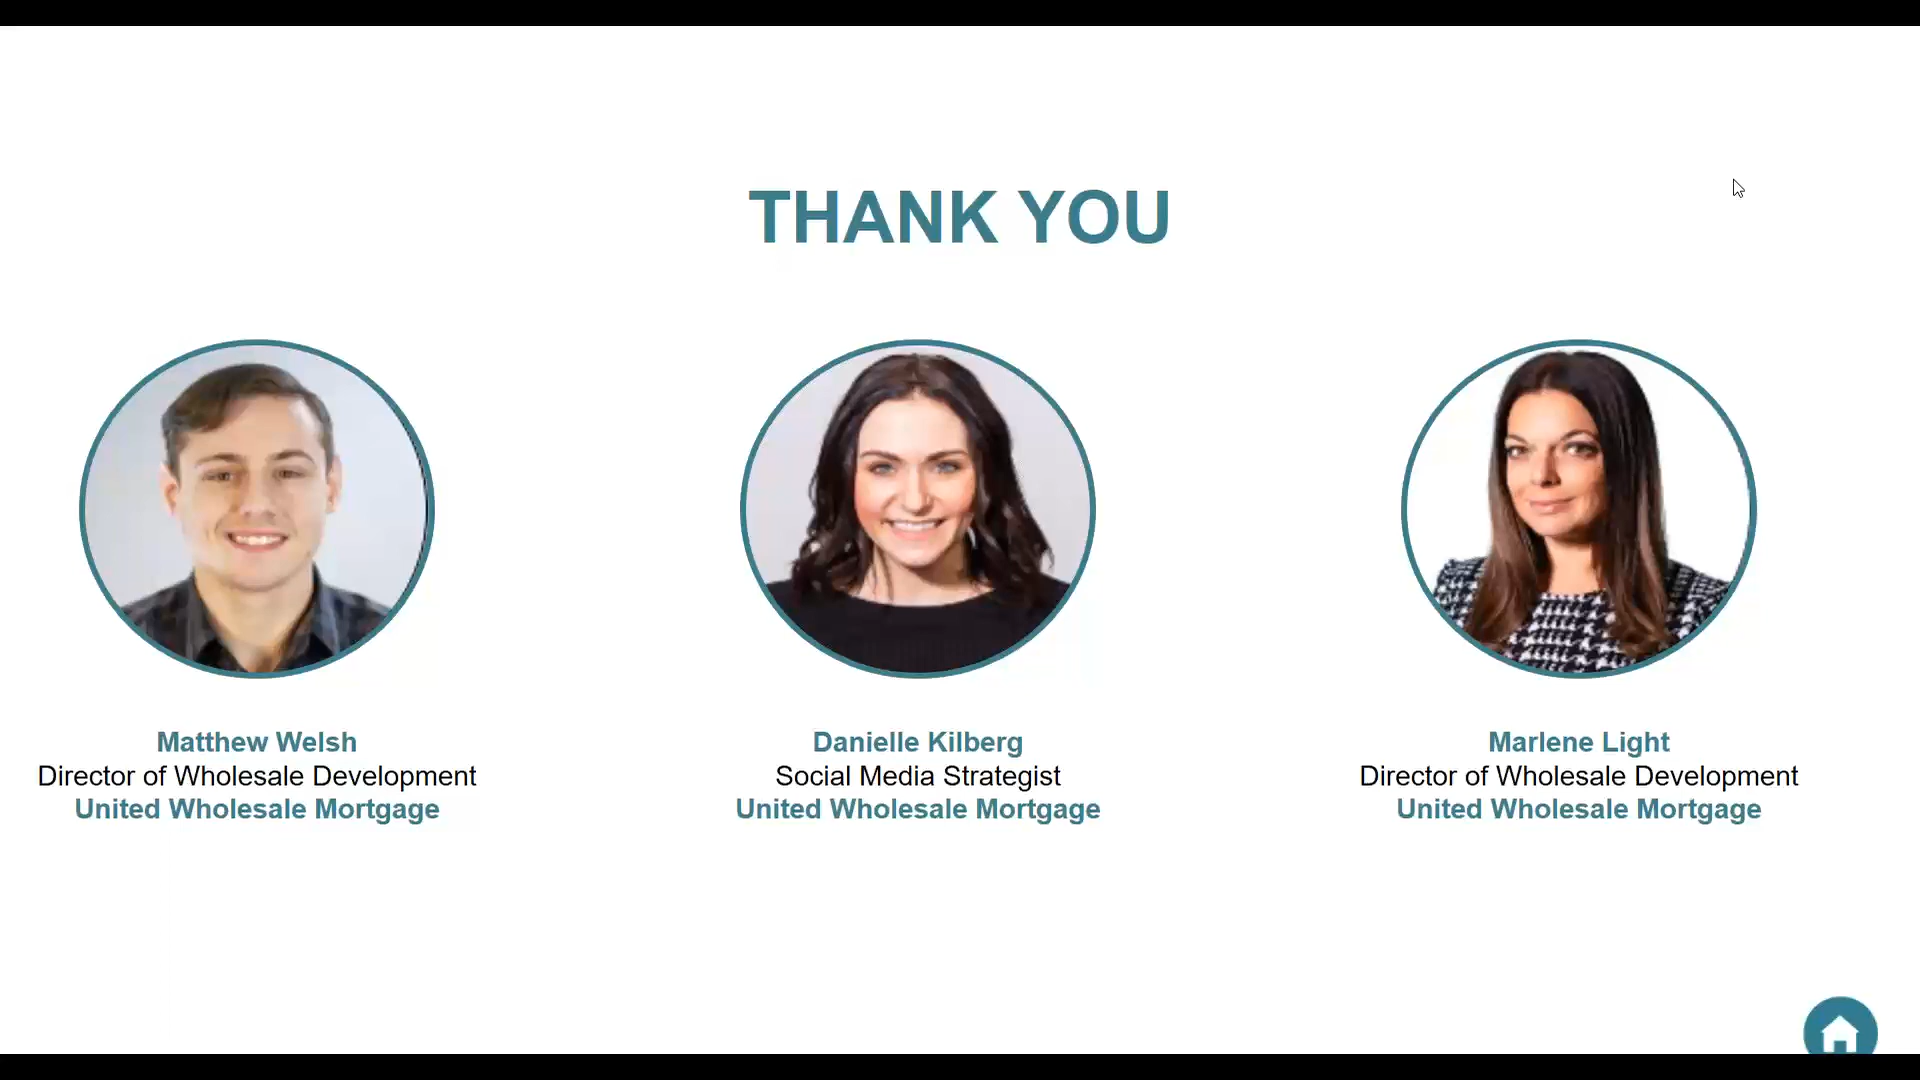 THANK YOU
Matthew Welsh
Director of Wholesale Development
United Wholesale Mortgage
Danielle Kilberg
Social Media Strategist
United Wholesale Mortgage
Marlene Light
Director of Wholesale Development
United Wholesale Mortgage